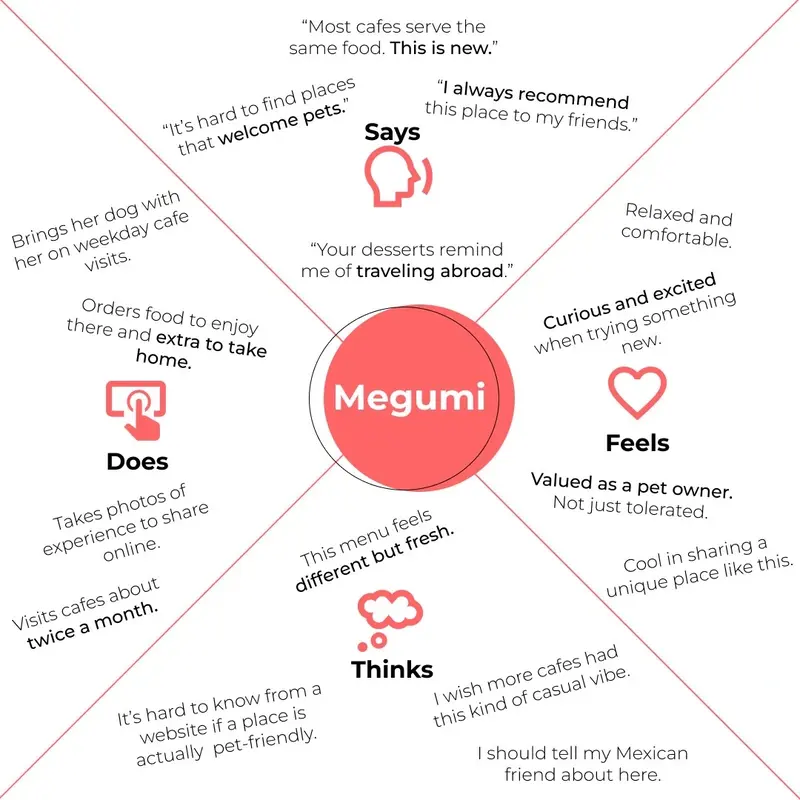 “Most cafes serve the
same food. This is new.”
“It’s hard to find places
that welcome pets.”
“I always recommend
this place to my friends.”
Says
“Your desserts remind
me of traveling abroad.”
Brings her dog with
her on weekday cafe
visits.
Orders food to enjoy
there and extra to take
home.
Does
Takes photos of
experience to share
online.
Visits cafes about
twice a month.
Megumi
Relaxed and
comfortable.
Curious and excited
when trying something
new.
Feels
Valued as a pet owner.
Not just tolerated.
Cool in sharing a
unique place like this.
This menu feels
different but fresh.
Thinks
It’s hard to know from a
website if a place is
actually pet-friendly.
I wish more cafes had
this kind of casual vibe.
I should tell my Mexican
friend about here.